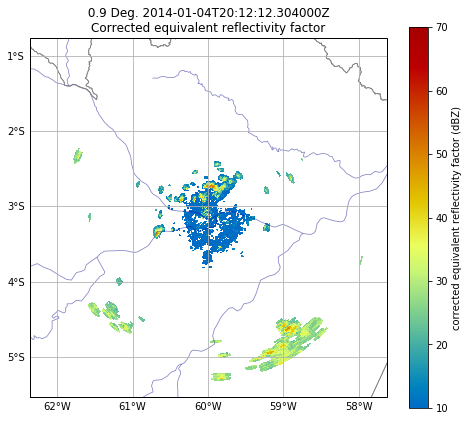 0.9 Deg. 2014-01-04T20:12:12.304000Z
Corrected equivalent reflectivity factor
1°S
2°S
3°S
4°S
5°S
62°W 61°W 60°W 59°W 58°W
70
60
50
40
30
20
10
corrected equivalent reflectivity factor (dBZ)